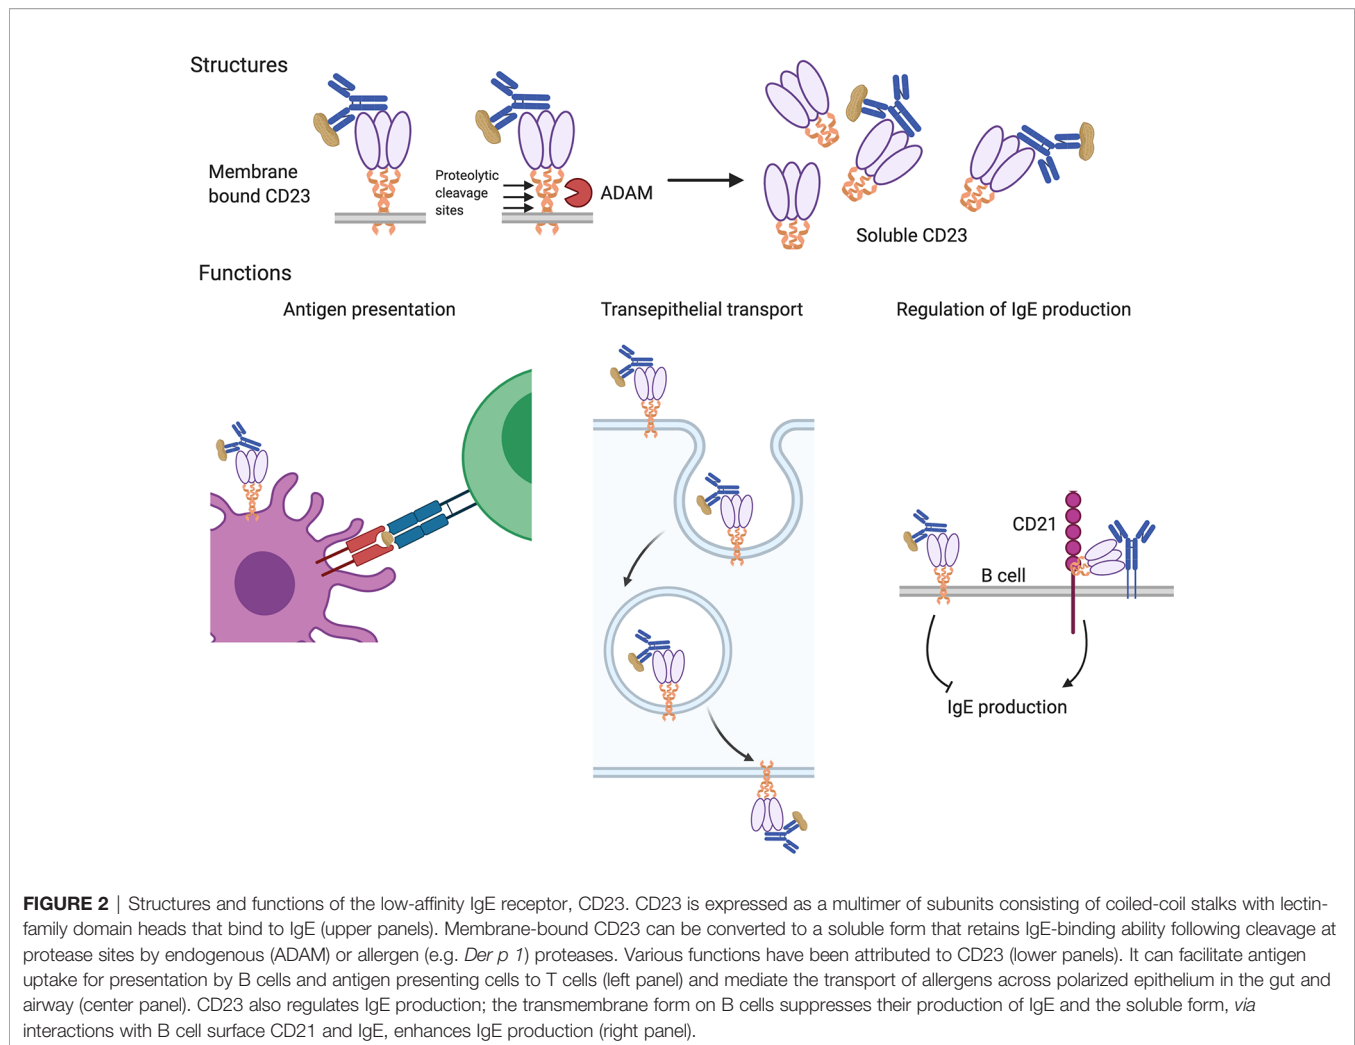 Structures
Membrane
bound CD23
Proteolytic
cleavage
sites
ADAM
Soluble CD23
Functions
Antigen presentation
Transepithelial transport
Regulation of IgE production
CD21
B cell
IgE production
FIGURE 2 | Structures and functions of the low-affinity IgE receptor, CD23. CD23 is expressed as a multimer of subunits consisting of coiled-coil stalks with lectin-
family domain heads that bind to IgE (upper panels). Membrane-bound CD23 can be converted to a soluble form that retains IgE-binding ability following cleavage at
protease sites by endogenous (ADAM) or allergen (e.g. Der p 1) proteases. Various functions have been attributed to CD23 (lower panels). It can facilitate antigen
uptake for presentation by B cells and antigen presenting cells to T cells (left panel) and mediate the transport of allergens across polarized epithelium in the gut and
airway (center panel). CD23 also regulates IgE production; the transmembrane form on B cells suppresses their production of IgE and the soluble form, via
interactions with B cell surface CD21 and IgE, enhances IgE production (right panel).